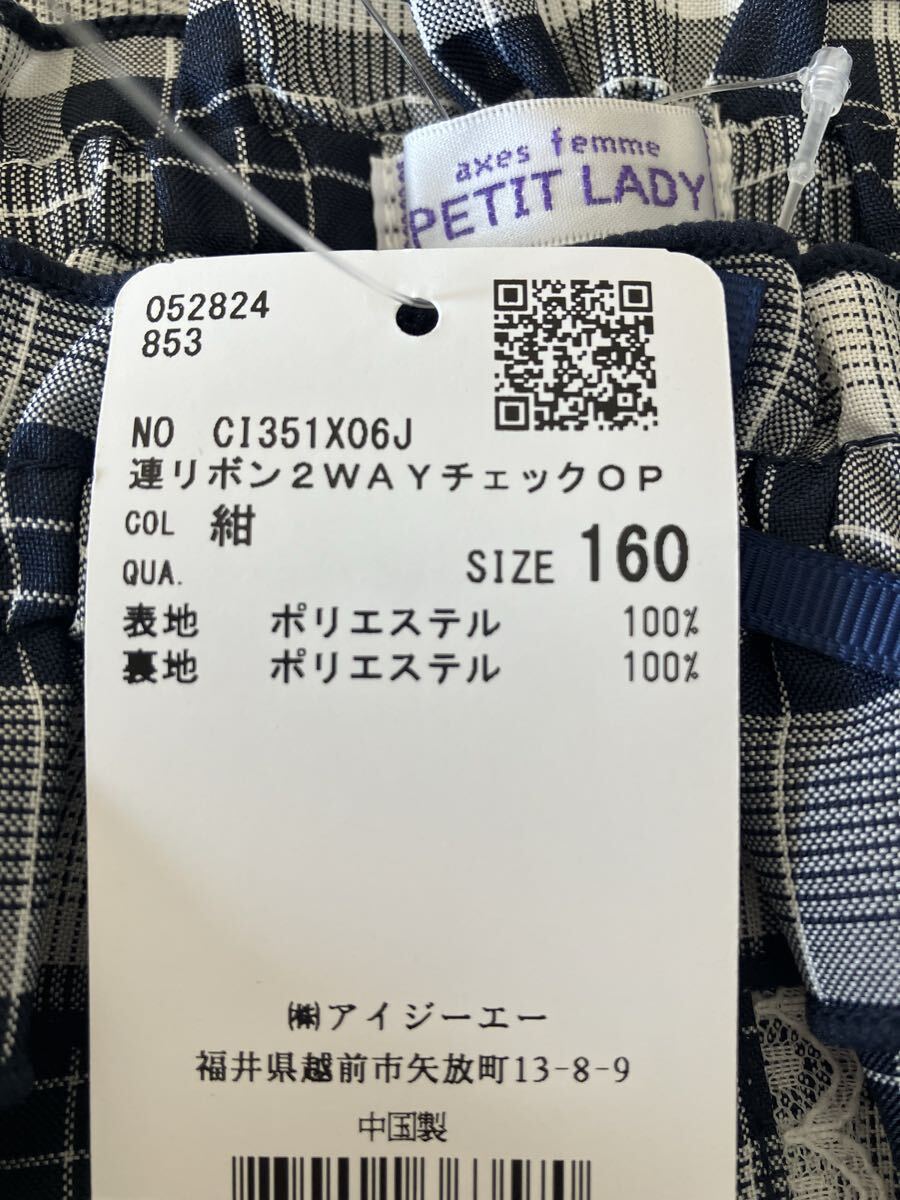 axes femme
PETIT LADY
052824
853
NO CI351X06J
連リボン2WAYチェックOP
COL 紺
QUA.
SIZE 160
表地 ポリエステル 100%
裏地 ポリエステル 100%
㈱アイジーエー
福井県越前市矢放町13-8-9
中国製